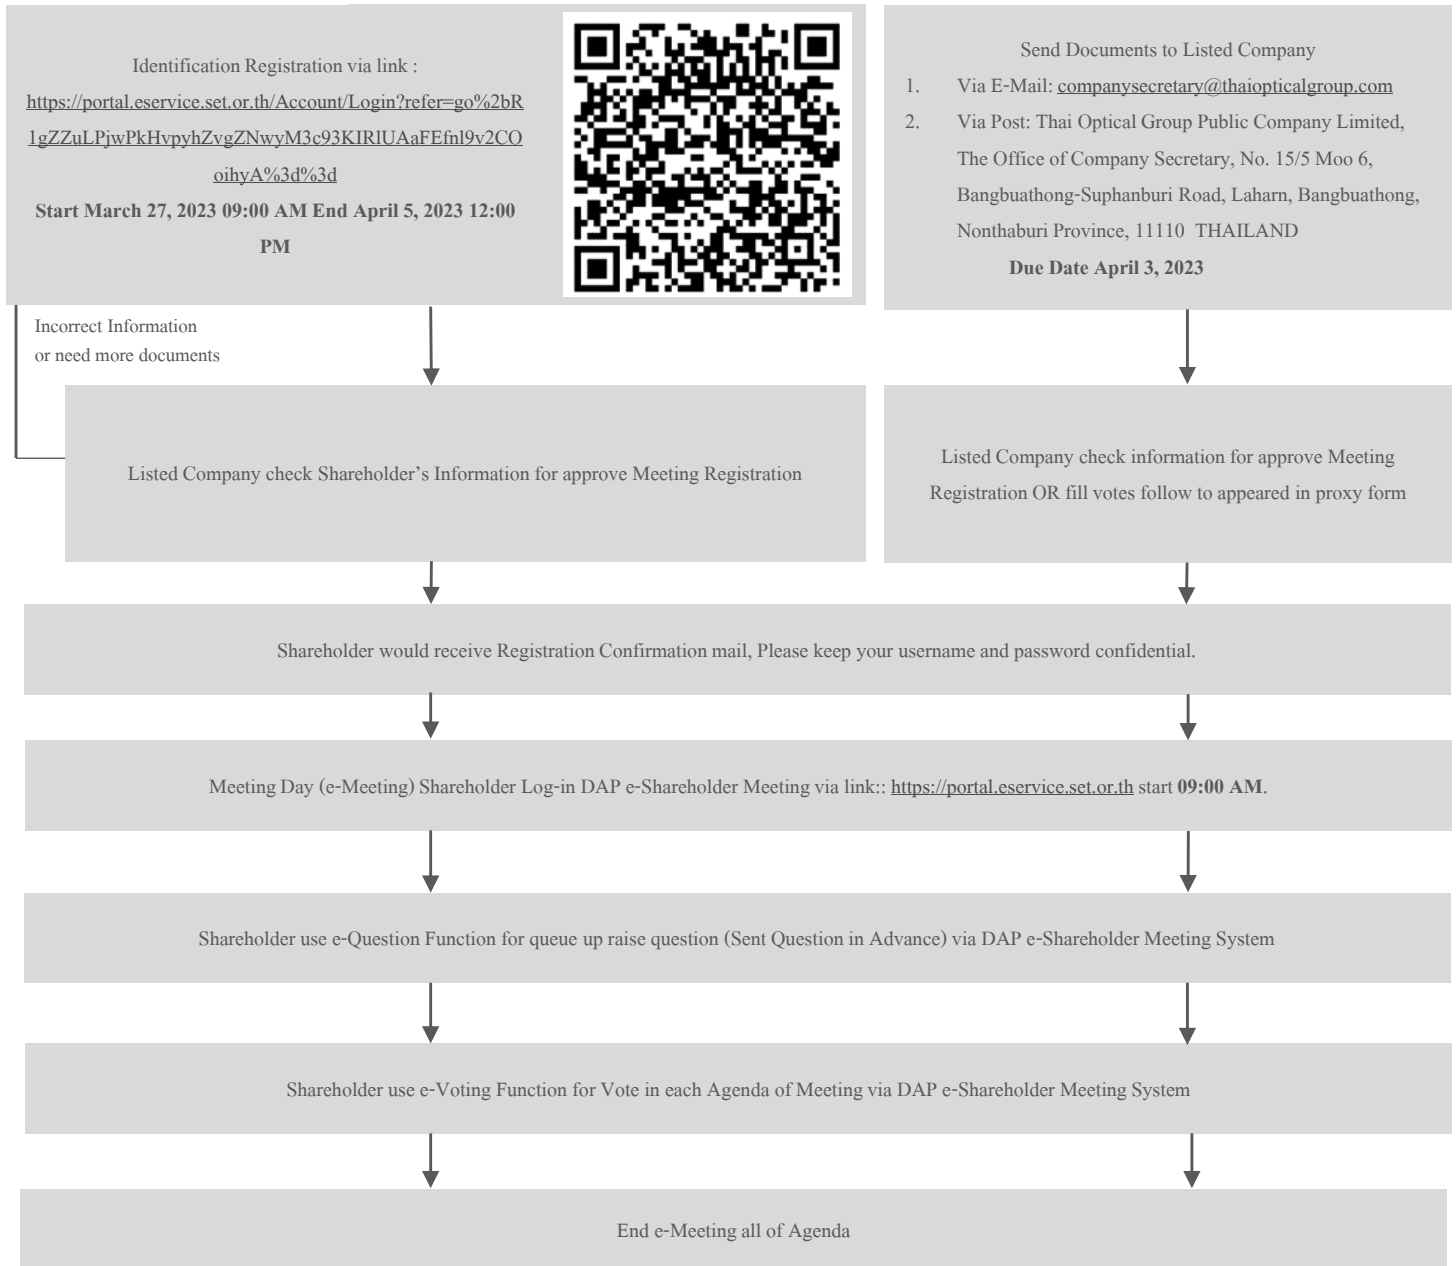 Identification Registration via link :
https://portal.eservice.set.or.th/Account/Login?refer=go%2bR
1gZZuLPjwPkHvpyhZvgZNwyM3c93KIRlUAaFEfnl9v2CO
oihyA%3d%3d
Start March 27, 2023 09:00 AM End April 5, 2023 12:00
PM
Send Documents to Listed Company
1. Via E-Mail: companysecretary@thaiopticalgroup.com
2. Via Post: Thai Optical Group Public Company Limited,
The Office of Company Secretary, No. 15/5 Moo 6,
Bangbuathong-Suphanburi Road, Laharn, Bangbuathong,
Nonthaburi Province, 11110 THAILAND
Due Date April 3, 2023
Incorrect Information
or need more documents
Listed Company check Shareholder’s Information for approve Meeting Registration
Listed Company check information for approve Meeting
Registration OR fill votes follow to appeared in proxy form
Shareholder would receive Registration Confirmation mail, Please keep your username and password confidential.
Meeting Day (e-Meeting) Shareholder Log-in DAP e-Shareholder Meeting via link:: https://portal.eservice.set.or.th start 09:00 AM.
Shareholder use e-Question Function for queue up raise question (Sent Question in Advance) via DAP e-Shareholder Meeting System
Shareholder use e-Voting Function for Vote in each Agenda of Meeting via DAP e-Shareholder Meeting System
End e-Meeting all of Agenda